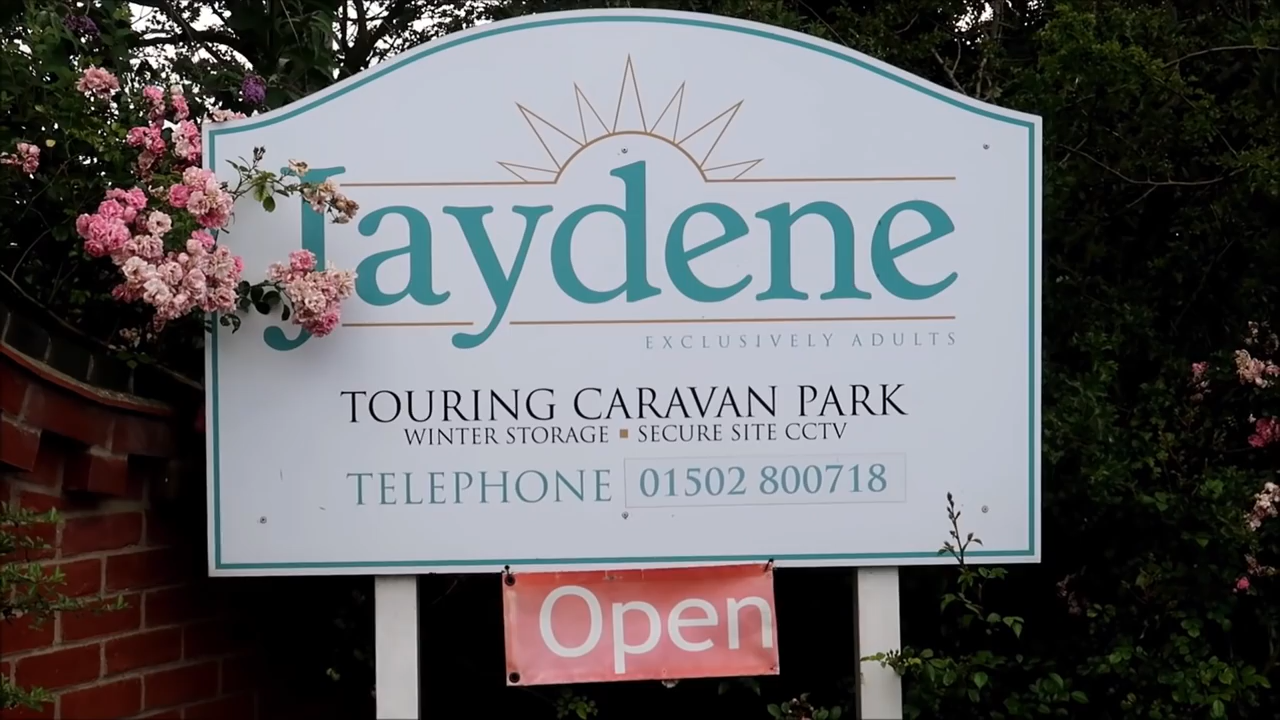 Jaydene
EXCLUSIVELY ADULTS
TOURING CARAVAN PARK
WINTER STORAGE ▪ SECURE SITE CCTV
TELEPHONE 01502 800718
Open